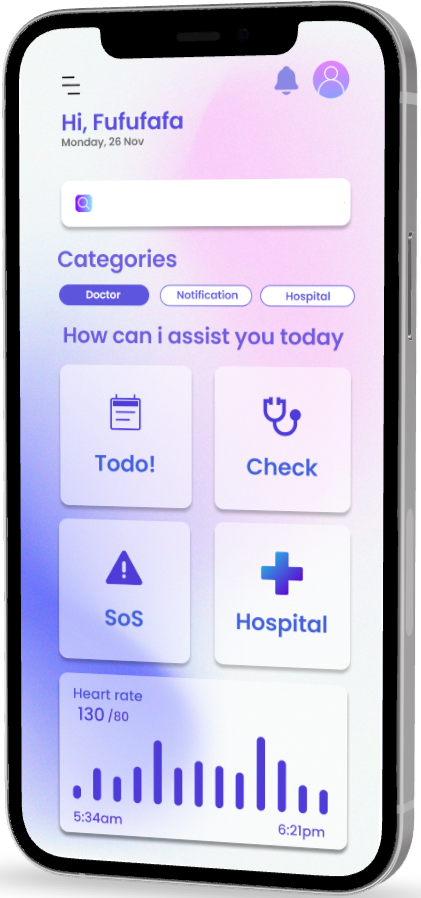 Hi, Fufufafa
Monday, 26 Nov
Categories
Doctor
Notification
Hospital
How can i assist you today
Todo!
Check
SoS
Hospital
Heart rate
130 /80
5:34am
6:21pm